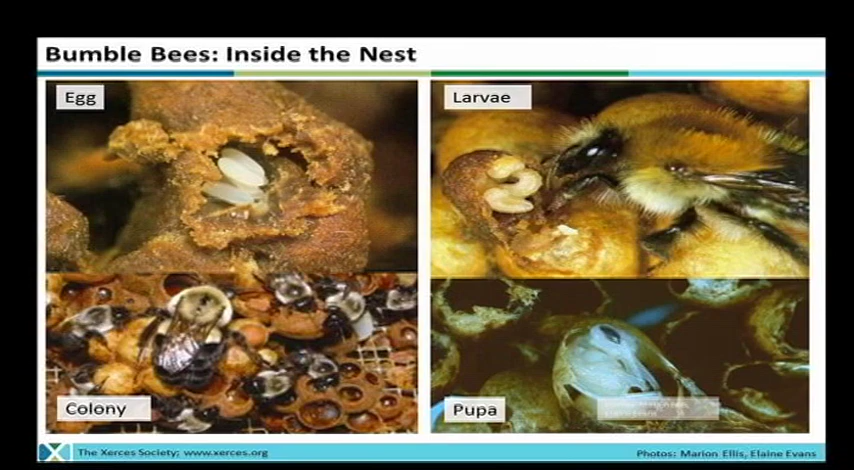 Bumble Bees: Inside the Nest
Egg
Larvae
Colony
Pupa
The Xerces Society; www.xerces.org
Photos: Marion Ellis, Elaine Evans